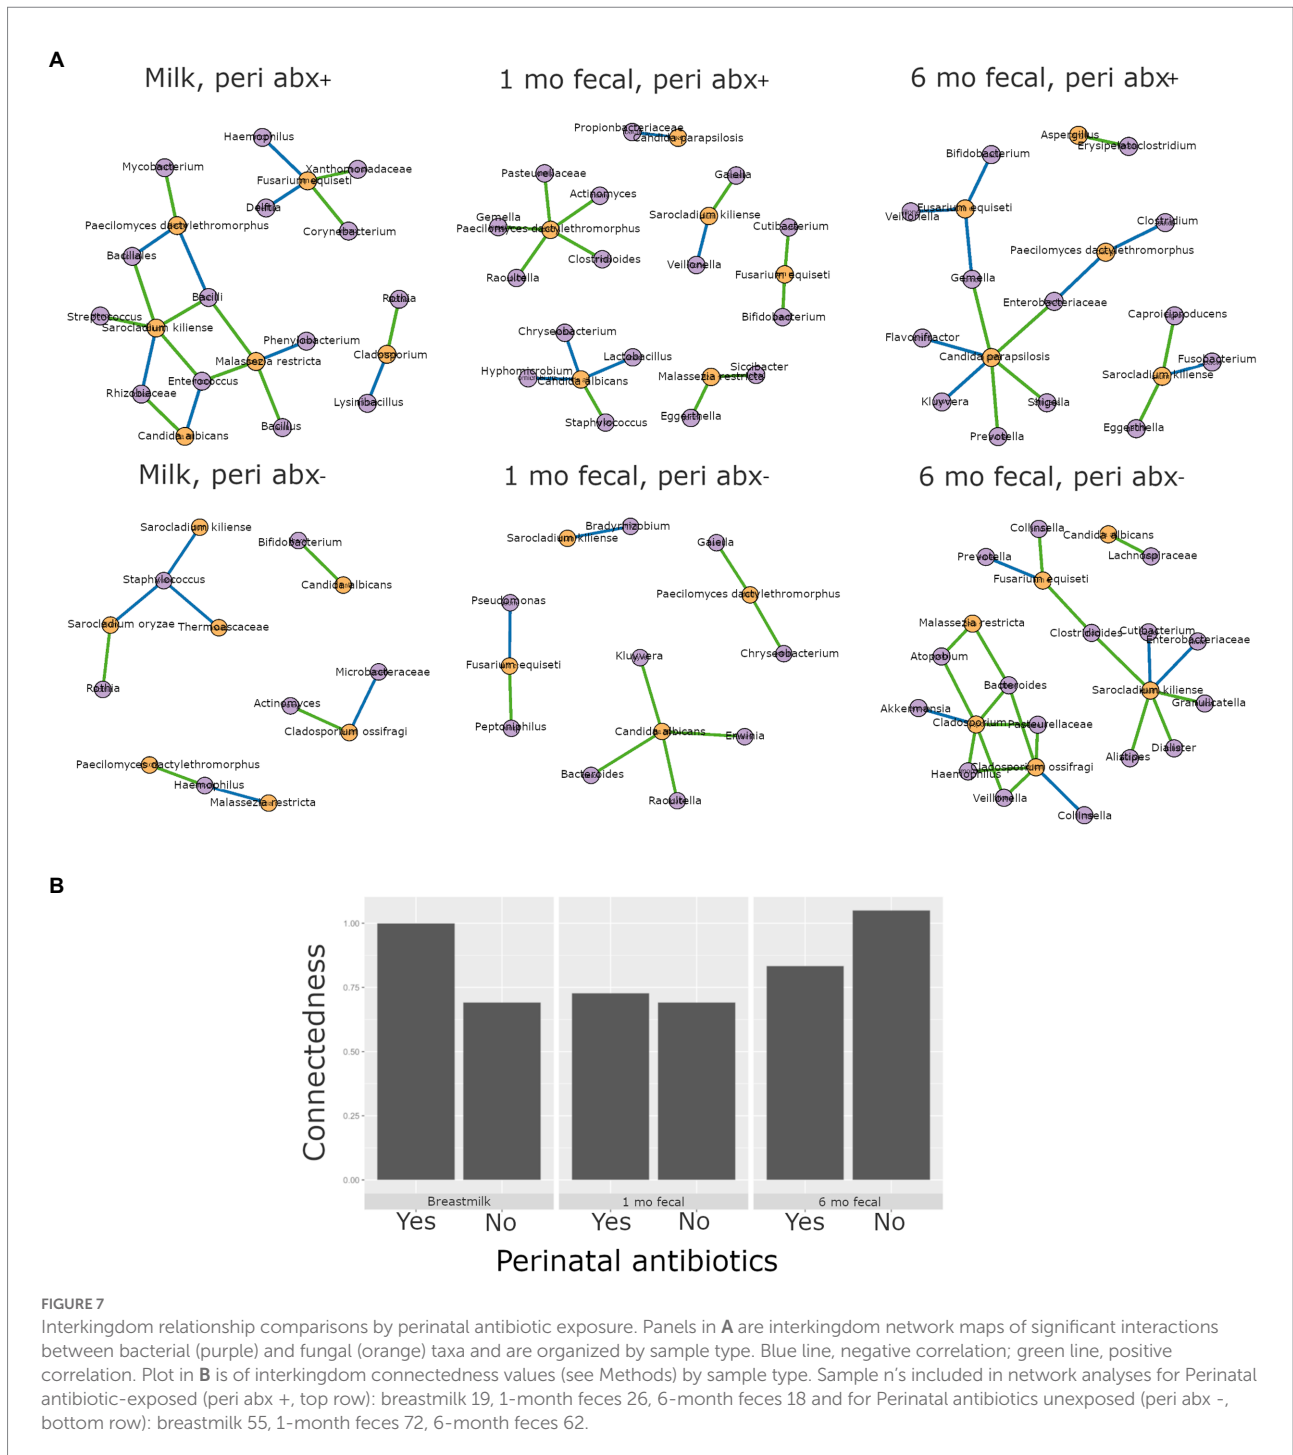 A
Milk, peri abx+
Haemophilus
Mycobacterium
Xanthomonadaceae
Fusarium equiseti
Delftia
Corynebacterium
Paecilomyces dactylethromorphus
Bacillales
Bacilli
Streptococcus
Sarocladium kiliense
Rothia
Phenylobacterium
Malassezia restricta
Cladosporium
Enterococcus
Rhizobiaceae
Lysinibacillus
Bacillus
Candida albicans
1 mo fecal, peri abx+
Propionbacteriaceae
Candida parapsilosis
Pasteurellaceae
Gaiella
Actinomyces
Gemella
Sarocladium kiliense
Paecilomyces dactylethromorphus
Cutibacterium
Clostridioides
Veillonella
Raoultella
Fusarium equiseti
Bifidobacterium
Chryseobacterium
Lactobacillus
Hyphomicrobium
Candida albicans
Siccibacter
Malassezia restricta
Staphylococcus
Eggerthella
6 mo fecal, peri abx+
Aspergillus
Erysipelatoclostridium
Bifidobacterium
Fusarium equiseti
Veillonella
Clostridium
Paecilomyces dactylethromorphus
Gemella
Enterobacteriaceae
Caproiciproducens
Flavonifractor
Candida parapsilosis
Fusobacterium
Sarocladium kiliense
Kluyvera
Shigella
Eggerthella
Prevotella
Milk, peri abx-
Sarocladium kiliense
Bifidobacterium
Staphylococcus
Candida albicans
Sarocladium oryzae
Thermoascaceae
Microbacteraceae
Rothia
Actinomyces
Cladosporium ossifragi
Paecilomyces dactylethromorphus
Haemophilus
Malassezia restricta
1 mo fecal, peri abx-
Bradyrhizobium
Sarocladium kiliense
Gaiella
Pseudomonas
Paecilomyces dactylethromorphus
Kluyvera
Chryseobacterium
Fusarium equiseti
Peptoniphilus
Candida albicans
Erwinia
Bacteroides
Raoultella
6 mo fecal, peri abx-
Collinsella
Candida albicans
Prevotella
Lachnospiraceae
Fusarium equiseti
Malassezia restricta
Clostridioides
Cutibacterium
Enterobacteriaceae
Atopobium
Bacteroides
Sarocladium kiliense
Granulicatella
Akkermansia
Cladosporium
Pasteurellaceae
Dialister
Alistipes
Cladosporium ossifragi
Haemophilus
Veillonella
Collinsella
B
Connectedness
1.00
0.75
0.50
0.25
0.00
Breastmilk
1 mo fecal
6 mo fecal
Yes No Yes No Yes No
Perinatal antibiotics
FIGURE 7
Interkingdom relationship comparisons by perinatal antibiotic exposure. Panels in A are interkingdom network maps of significant interactions
between bacterial (purple) and fungal (orange) taxa and are organized by sample type. Blue line, negative correlation; green line, positive
correlation. Plot in B is of interkingdom connectedness values (see Methods) by sample type. Sample n's included in network analyses for Perinatal
antibiotic-exposed (peri abx +, top row): breastmilk 19, 1-month feces 26, 6-month feces 18 and for Perinatal antibiotics unexposed (peri abx -,
bottom row): breastmilk 55, 1-month feces 72, 6-month feces 62.